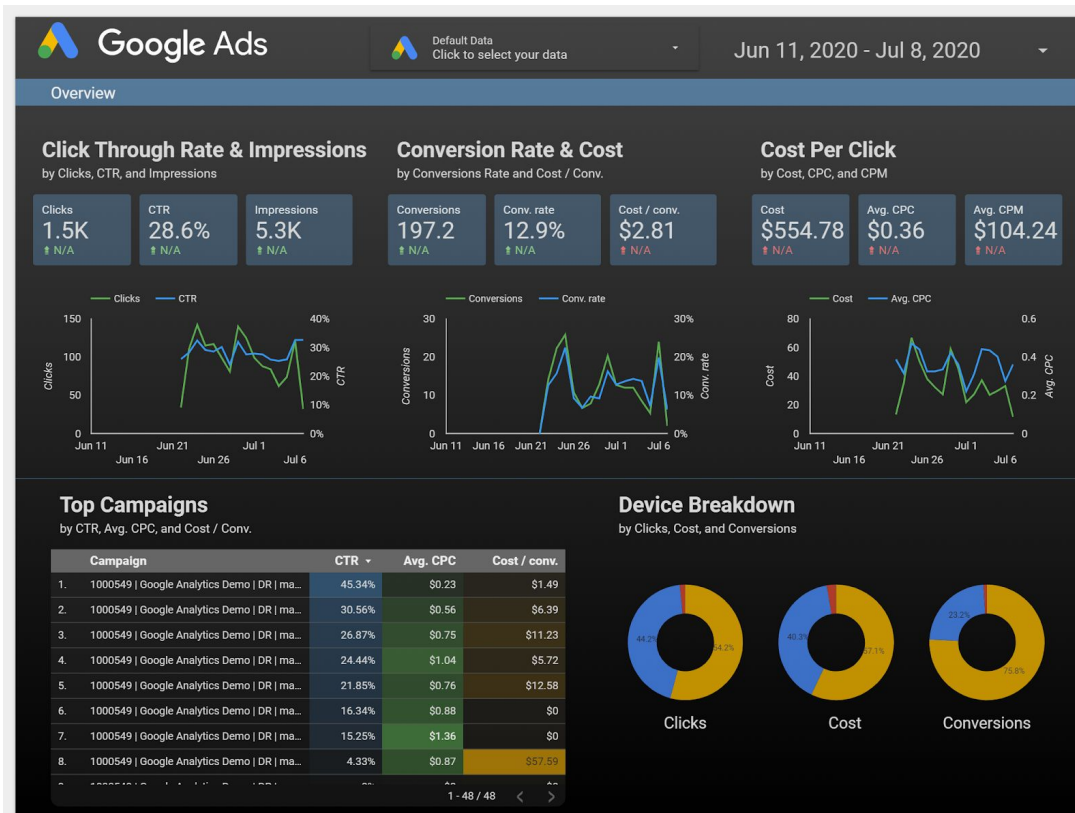 Google Ads
Default Data
Click to select your data
Jun 11, 2020 - Jul 8, 2020
Overview
Click Through Rate & Impressions
by Clicks, CTR, and Impressions
Clicks
1.5K
N/A
CTR
28.6%
N/A
Impressions
5.3K
N/A
Conversion Rate & Cost
by Conversions Rate and Cost / Conv.
Conversions
197.2
N/A
Conv. rate
12.9%
N/A
Cost / conv.
$2.81
N/A
Cost Per Click
by Cost, CPC, and CPM
Cost
$554.78
N/A
Avg. CPC
$0.36
N/A
Avg. CPM
$104.24
N/A
Clicks CTR
150 40%
100 30%
20%
50 10%
0 0%
Clicks
CTR
Jun 11 Jun 21 Jul 1
Jun 16 Jun 26 Jul 6
Conversions Conv. rate
30 30%
20 20%
10 10%
0 0%
Conversions
Conv. rate
Jun 11 Jun 16 Jun 21 Jun 26 Jul 1 Jul 6
Cost Avg. CPC
80 0.6
60
0.4
40
0.2
20
0 0
Cost
Avg. CPC
Jun 11 Jun 21 Jul 1
Jun 16 Jun 26 Jul 6
Top Campaigns
by CTR, Avg. CPC, and Cost / Conv.
Campaign CTR Avg. CPC Cost / conv.
1. 1000549 | Google Analytics Demo | DR | ma... 45.34% $0.23 $1.49
2. 1000549 | Google Analytics Demo | DR | ma... 30.56% $0.56 $6.39
3. 1000549 | Google Analytics Demo | DR | ma... 26.87% $0.75 $11.23
4. 1000549 | Google Analytics Demo | DR | ma... 24.44% $1.04 $5.72
5. 1000549 | Google Analytics Demo | DR | ma... 21.85% $0.76 $12.58
6. 1000549 | Google Analytics Demo | DR | ma... 16.34% $0.88 $0
7. 1000549 | Google Analytics Demo | DR | ma... 15.25% $1.36 $0
8. 1000549 | Google Analytics Demo | DR | ma... 4.33% $0.87 $57.59
1 - 48 / 48
Device Breakdown
by Clicks, Cost, and Conversions
44.2% 54.2%
Clicks
40.3% 57.1%
Cost
23.2% 75.8%
Conversions